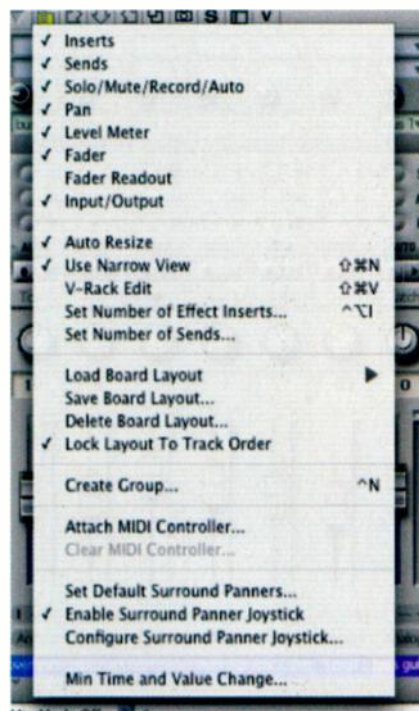 S V
✓ Inserts
✓ Sends
✓ Solo/Mute/Record/Auto
✓ Pan
✓ Level Meter
✓ Fader
Fader Readout
✓ Input/Output
✓ Auto Resize
✓ Use Narrow View ⇧⌘N
V-Rack Edit ⇧⌘V
Set Number of Effect Inserts... ^⌥I
Set Number of Sends...
Load Board Layout ▶
Save Board Layout...
Delete Board Layout...
✓ Lock Layout To Track Order
Create Group... ^N
Attach MIDI Controller...
Clear MIDI Controller...
Set Default Surround Panners...
✓ Enable Surround Panner Joystick
Configure Surround Panner Joystick...
Min Time and Value Change...